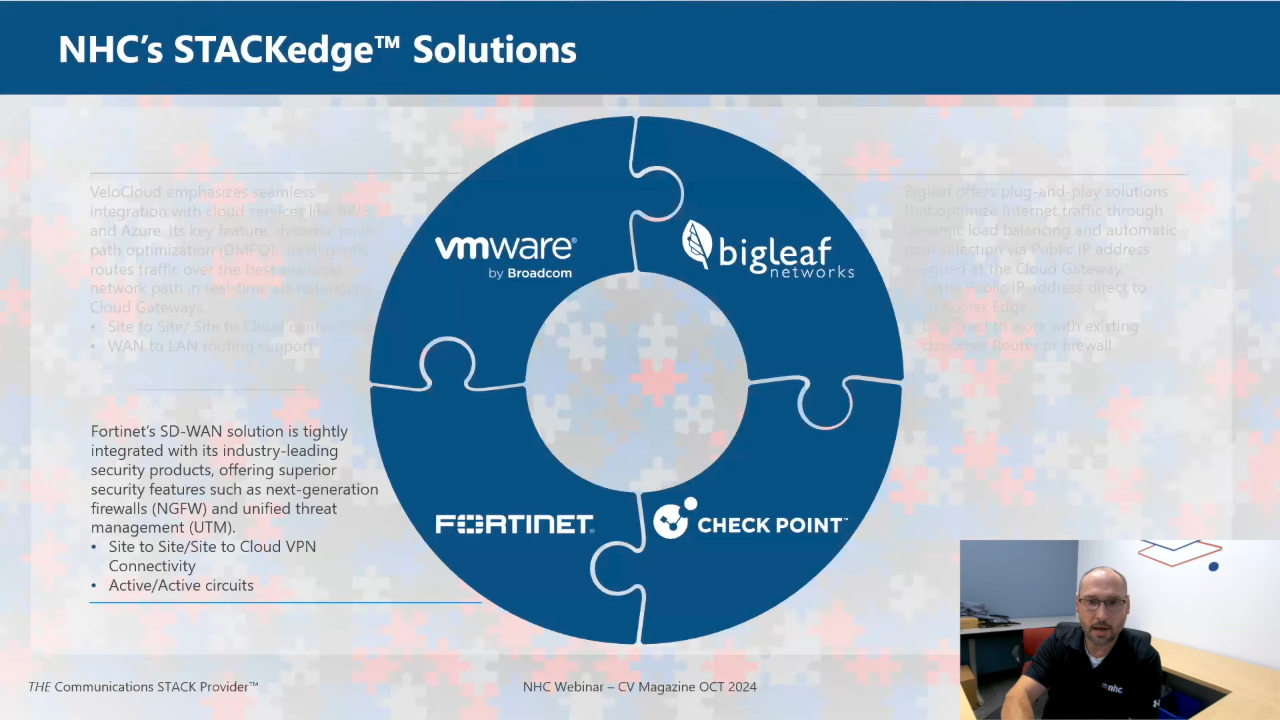 NHC's STACKedge™ Solutions
VeloCloud emphasizes seamless
integration with cloud services like AWS
and Azure. Its key feature, dynamic multi-
path optimization (DMPO), intelligently
routes traffic over the best available
network path in real-time via
Cloud Gateways.
• Site to Site/ Site to Cloud
• WAN to LAN routing support
vmware®
by Broadcom
bigleaf
networks
Bigleaf offers plug-and-play solutions
that optimize Internet traffic through
dynamic load balancing and automatic
path selection via Public IP address
assigned at the Cloud Gateway.
Public IP address direct to
Customer Edge
Designed to work with existing
customer Router or firewall
Fortinet's SD-WAN solution is tightly
integrated with its industry-leading
security products, offering superior
security features such as next-generation
firewalls (NGFW) and unified threat
management (UTM).
• Site to Site/Site to Cloud VPN
Connectivity
• Active/Active circuits
FORTINET
CHECK POINT™
nhc
THE Communications STACK Provider™
NHC Webinar – CV Magazine OCT 2024